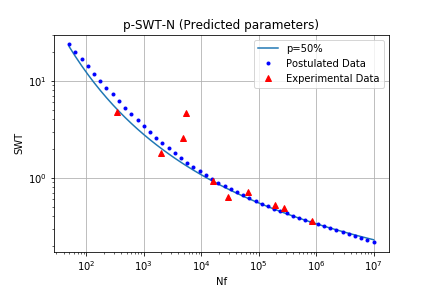 p-SWT-N (Predicted parameters)
p=50%
Postulated Data
Experimental Data
SWT
10¹
10⁰
10² 10³ 10⁴ 10⁵ 10⁶ 10⁷
Nf